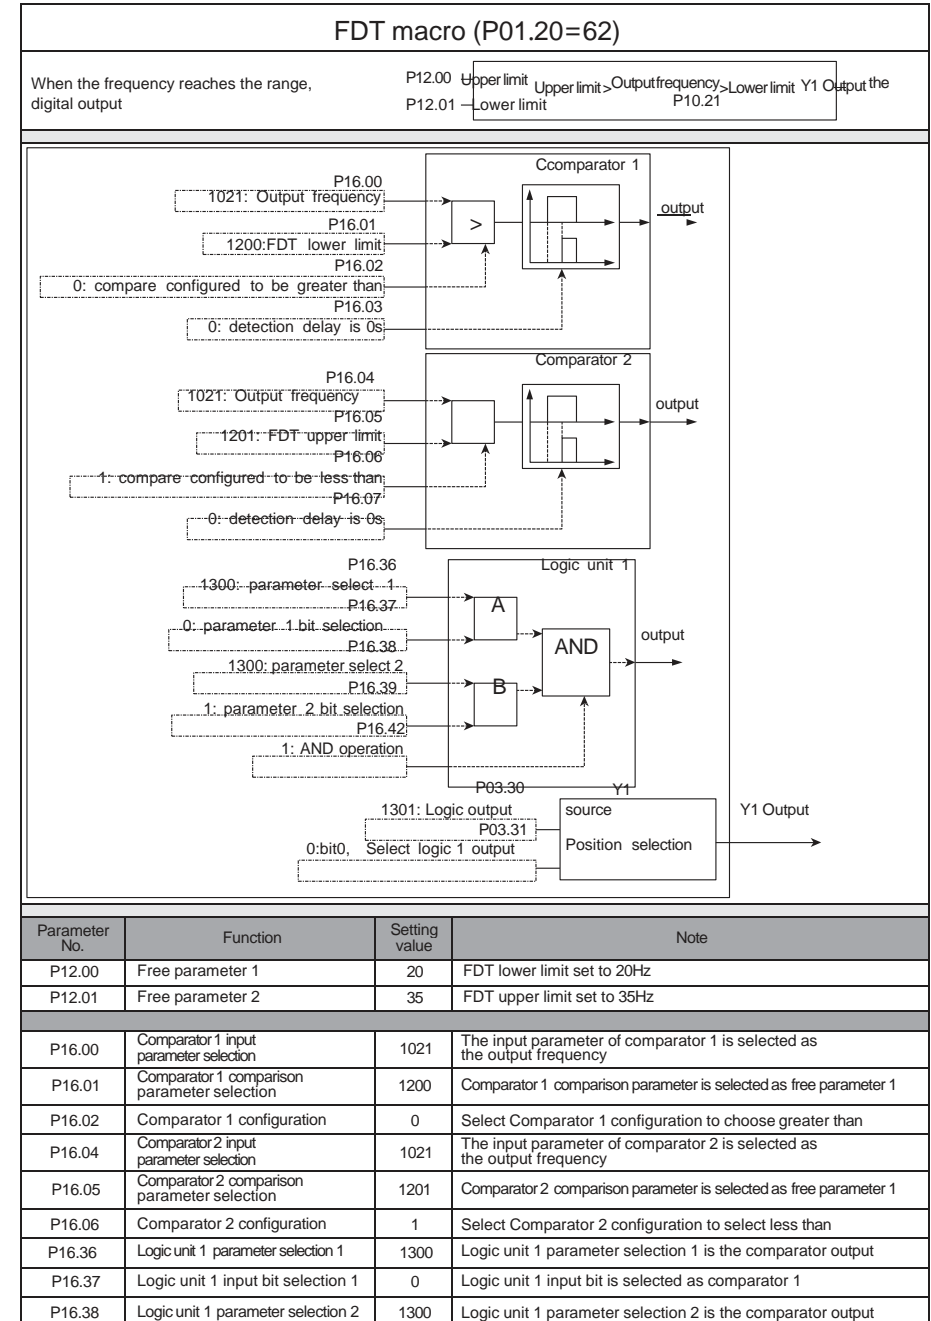 FDT macro (P01.20=62)
When the frequency reaches the range,
digital output
P12.00 Upper limit
P12.01 Lower limit
Upper limit > Output frequency > Lower limit
P10.21
Y1 Output the
Ccomparator 1
P16.00
1021: Output frequency
P16.01
1200:FDT lower limit
P16.02
0: compare configured to be greater than
P16.03
0: detection delay is 0s
>
output
Comparator 2
P16.04
1021: Output frequency
P16.05
1201: FDT upper limit
P16.06
1: compare configured to be less than
P16.07
0: detection delay is 0s
output
Logic unit 1
P16.36
1300: parameter select 1
P16.37
0: parameter 1 bit selection
P16.38
1300: parameter select 2
P16.39
1: parameter 2 bit selection
P16.42
1: AND operation
A
B
AND
output
P03.30
Y1
1301: Logic output
P03.31
0:bit0, Select logic 1 output
source
Position selection
Y1 Output
Parameter No. Function Setting value Note
P12.00 Free parameter 1 20 FDT lower limit set to 20Hz
P12.01 Free parameter 2 35 FDT upper limit set to 35Hz
P16.00 Comparator 1 input parameter selection 1021 The input parameter of comparator 1 is selected as the output frequency
P16.01 Comparator 1 comparison parameter selection 1200 Comparator 1 comparison parameter is selected as free parameter 1
P16.02 Comparator 1 configuration 0 Select Comparator 1 configuration to choose greater than
P16.04 Comparator 2 input parameter selection 1021 The input parameter of comparator 2 is selected as the output frequency
P16.05 Comparator 2 comparison parameter selection 1201 Comparator 2 comparison parameter is selected as free parameter 1
P16.06 Comparator 2 configuration 1 Select Comparator 2 configuration to select less than
P16.36 Logic unit 1 parameter selection 1 1300 Logic unit 1 parameter selection 1 is the comparator output
P16.37 Logic unit 1 input bit selection 1 0 Logic unit 1 input bit is selected as comparator 1
P16.38 Logic unit 1 parameter selection 2 1300 Logic unit 1 parameter selection 2 is the comparator output